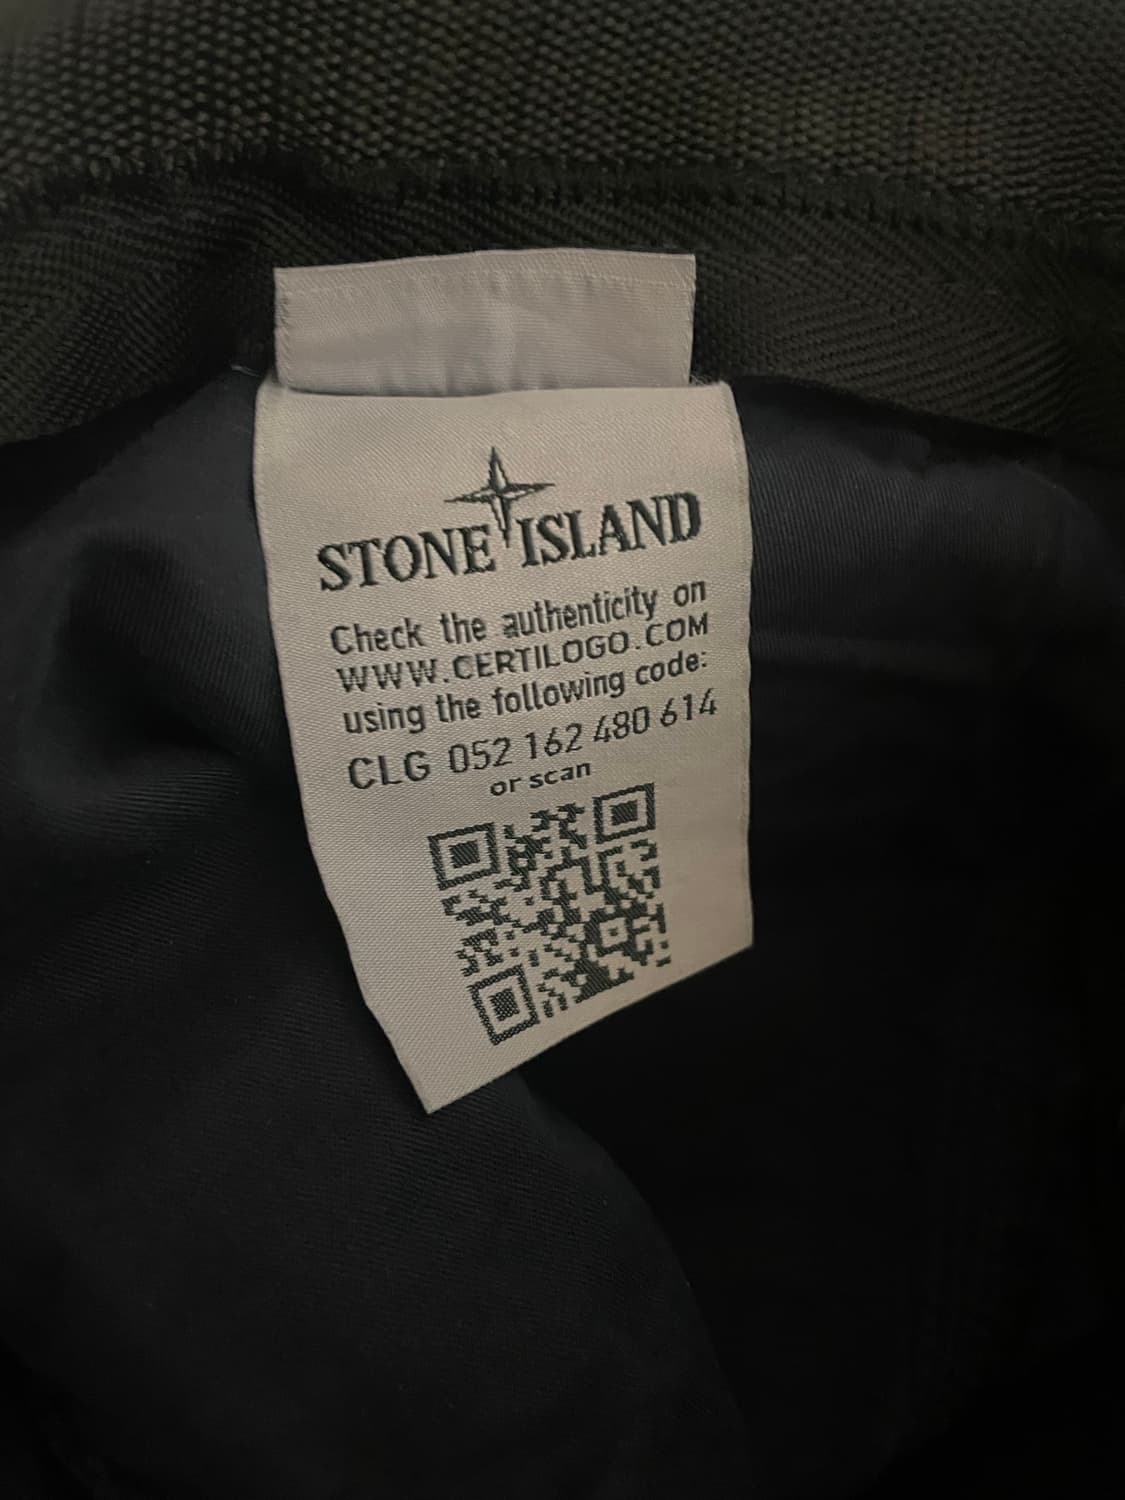 STONE ISLAND
Check the authenticity on
WWW.CERTILOGO.COM
using the following code:
CLG 052 162 480 614
or scan